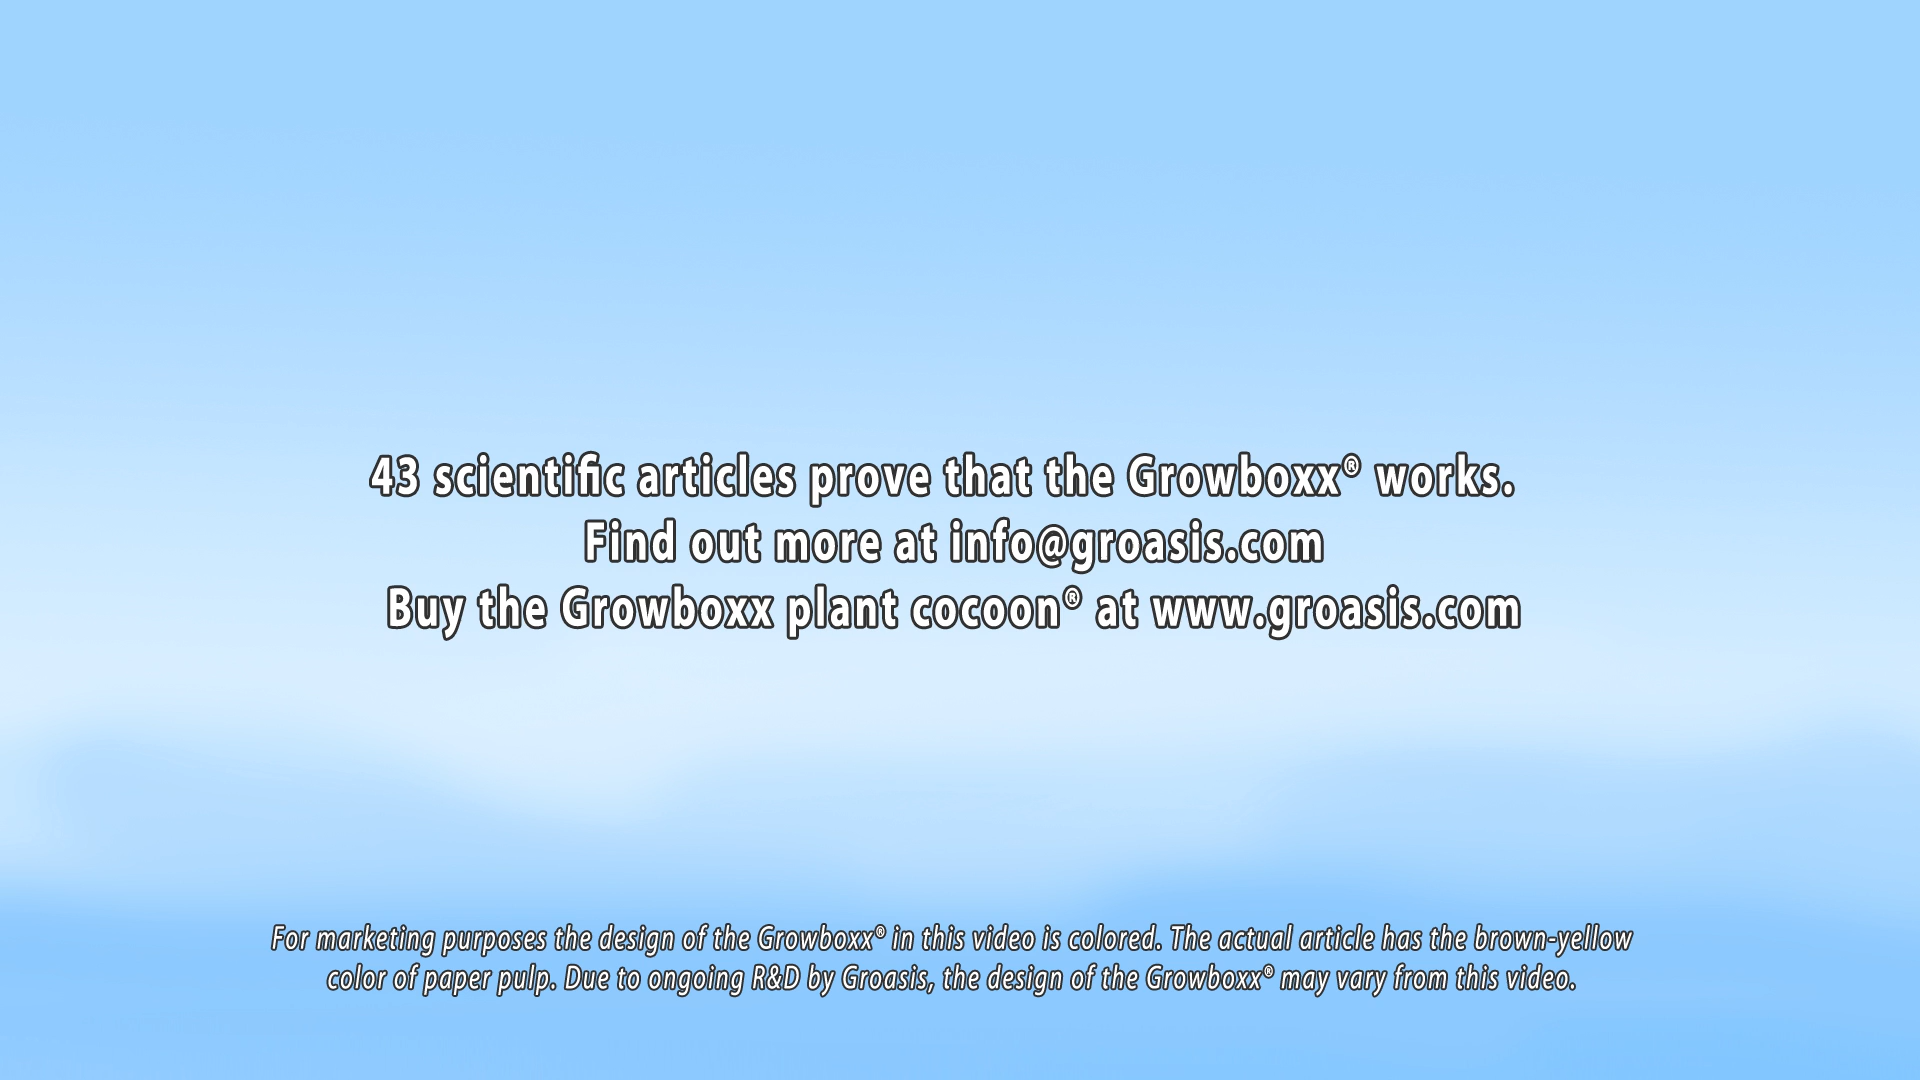 43 scientific articles prove that the Growboxx® works.
Find out more at info@groasis.com
Buy the Growboxx plant cocoon® at www.groasis.com
For marketing purposes the design of the Growboxx® in this video is colored. The actual article has the brown-yellow
color of paper pulp. Due to ongoing R&D by Groasis, the design of the Growboxx® may vary from this video.